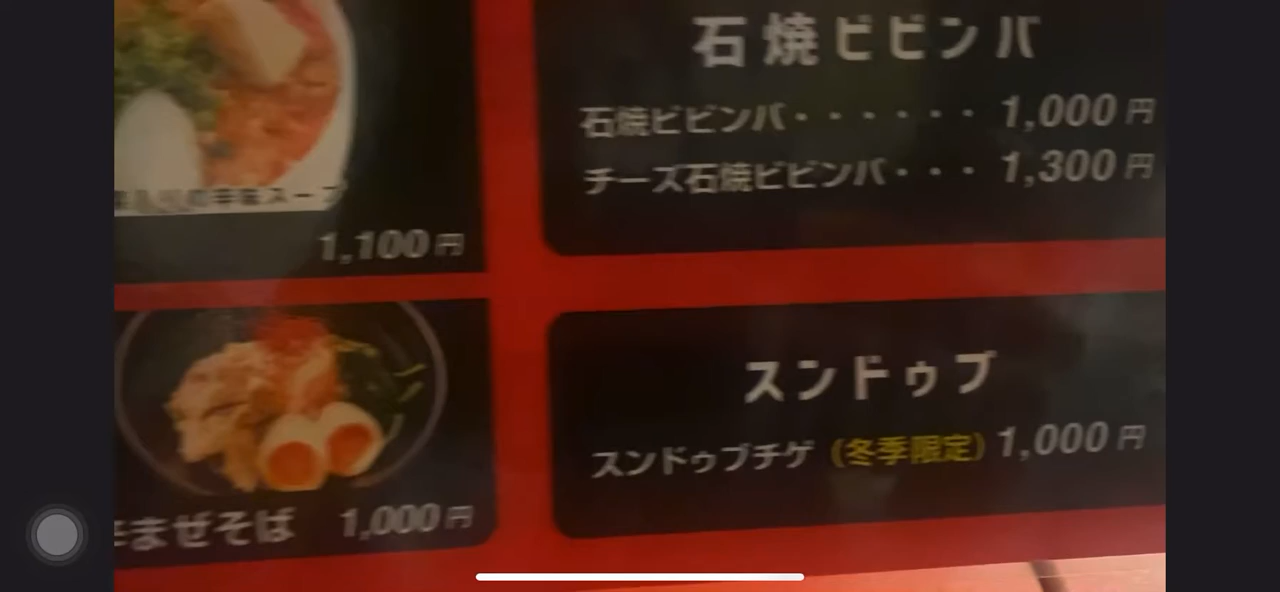 石焼ビビンバ
石焼ビビンバ・・・・・・ 1,000円
チーズ石焼ビビンバ・・・ 1,300円
スープ
1,100円
スンドゥブ
スンドゥブチゲ（冬季限定）1,000円
まぜそば 1,000円